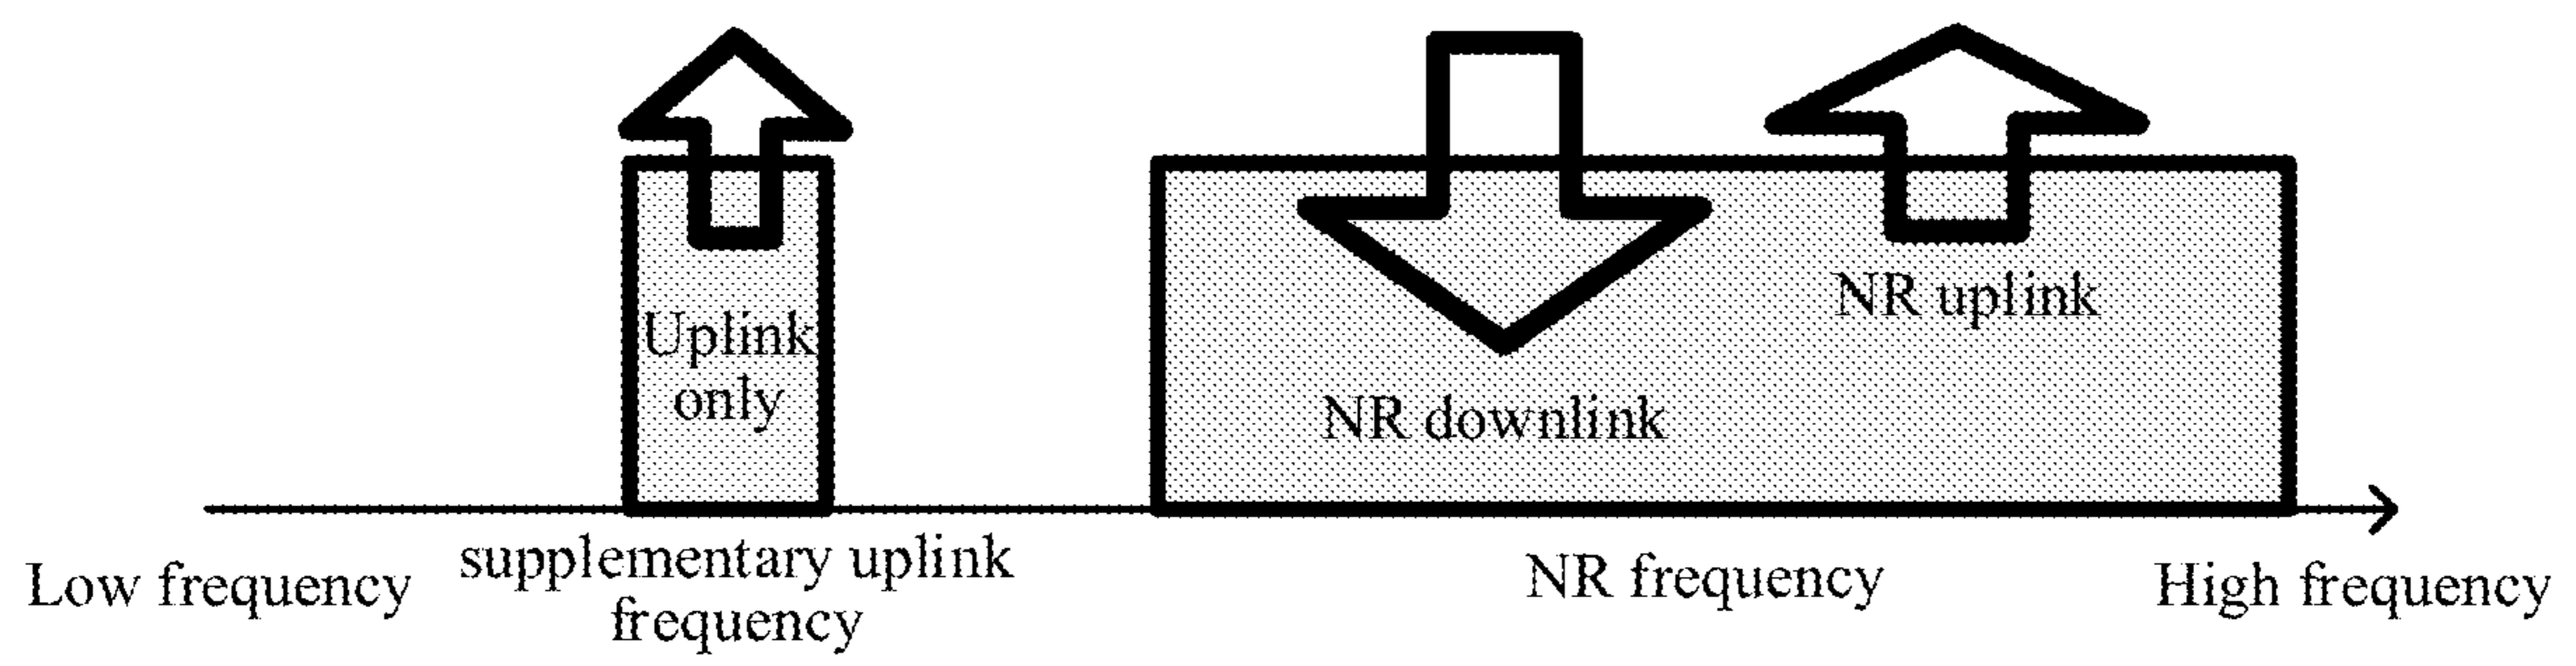 Uplink
only
NR downlink
NR uplink
Low frequency
supplementary uplink
frequency
NR frequency
High frequency